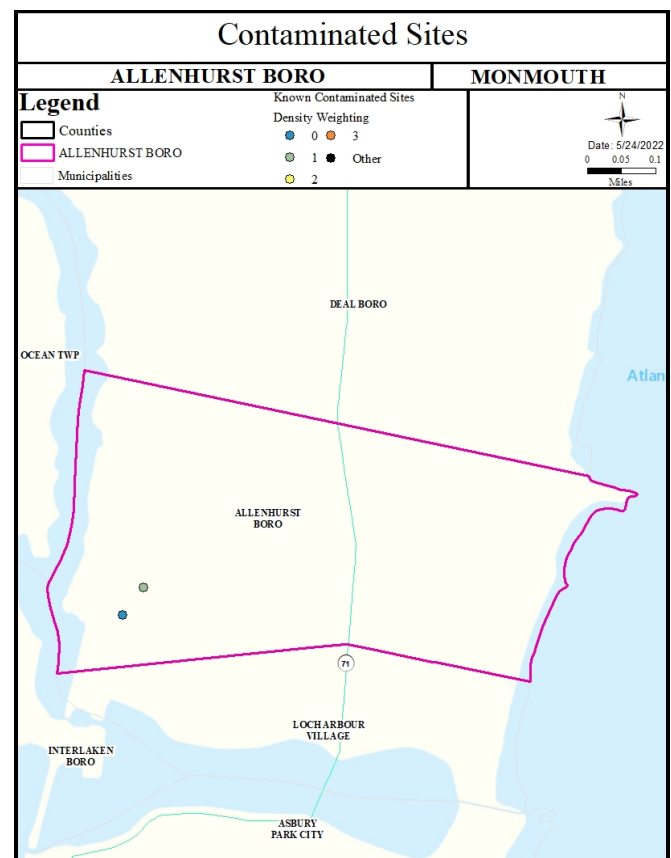 Contaminated Sites
ALLENHURST BORO
MONMOUTH
Legend
Counties
ALLENHURST BORO
Municipalities
Known Contaminated Sites
Density Weighting
0
3
1
Other
2
N
Date: 5/24/2022
0 0.05 0.1
Miles
DEAL BORO
OCEAN TWP
Atlan
ALLENHURST
BORO
71
LOCH ARBOUR
VILLAGE
INTERLAKEN
BORO
ASBURY
PARK CITY